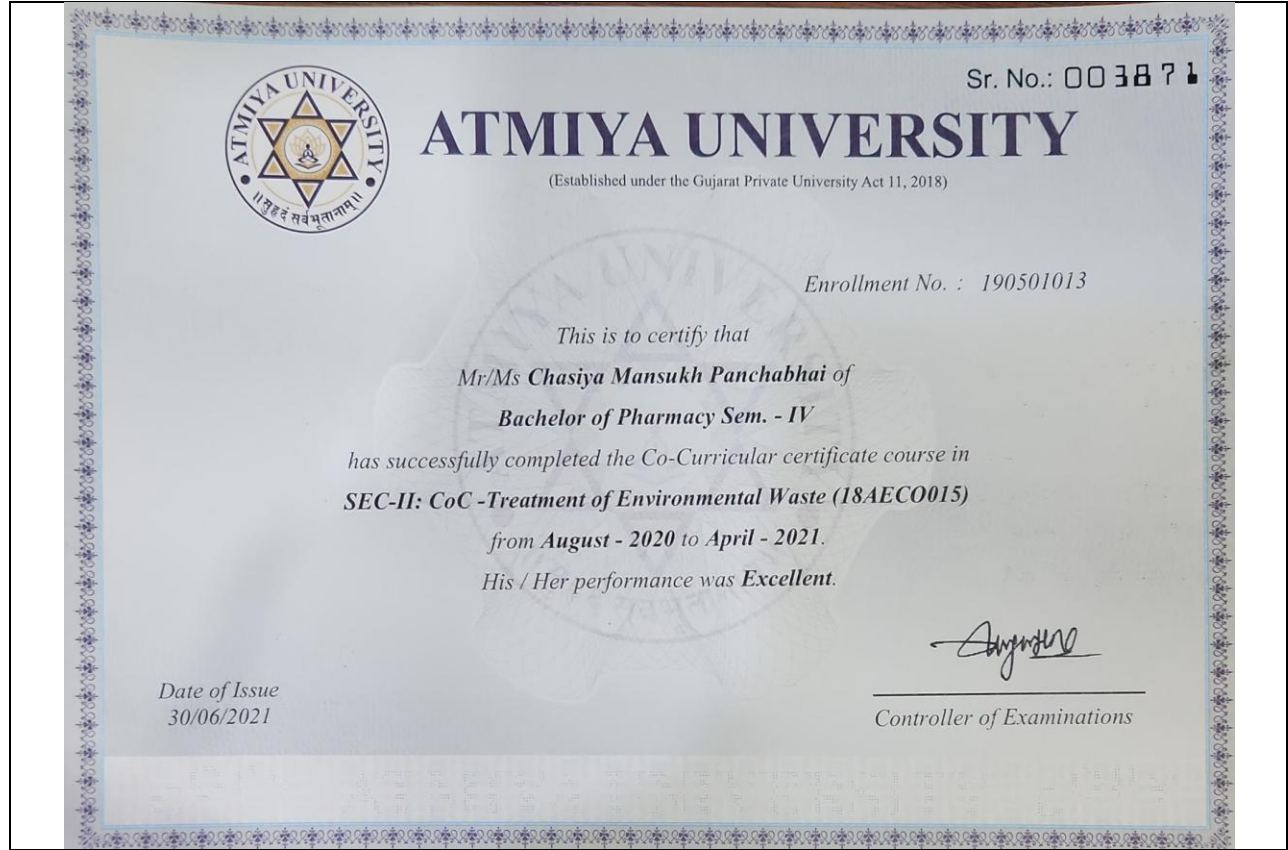 Sr. No.: 003871
ATMIYA UNIVERSITY
॥सुहृदं सर्वभूतानाम्॥
ATMIYA UNIVERSITY
(Established under the Gujarat Private University Act 11, 2018)
ATMIYA UNIVERSITY
Enrollment No. : 190501013
This is to certify that
Mr/Ms Chasiya Mansukh Panchabhai of
Bachelor of Pharmacy Sem. - IV
has successfully completed the Co-Curricular certificate course in
SEC-II: CoC -Treatment of Environmental Waste (18AECO015)
from August - 2020 to April - 2021.
His / Her performance was Excellent.
Date of Issue
30/06/2021
Controller of Examinations